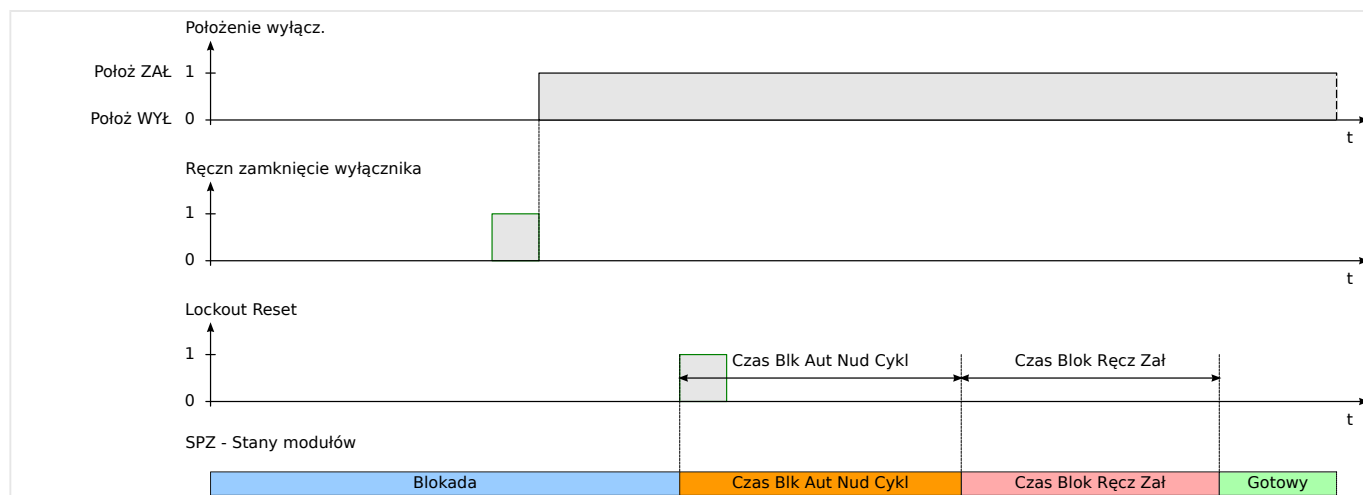 Położenie wyłącz.
Położ ZAŁ 1
Położ WYŁ 0
t
Ręczn zamknięcie wyłącznika
1
0
t
Lockout Reset
1 Czas Blk Aut Nud Cykl Czas Blok Ręcz Zał
0
t
SPZ - Stany modułów
Blokada Czas Blk Aut Nud Cykl Czas Blok Ręcz Zał Gotowy